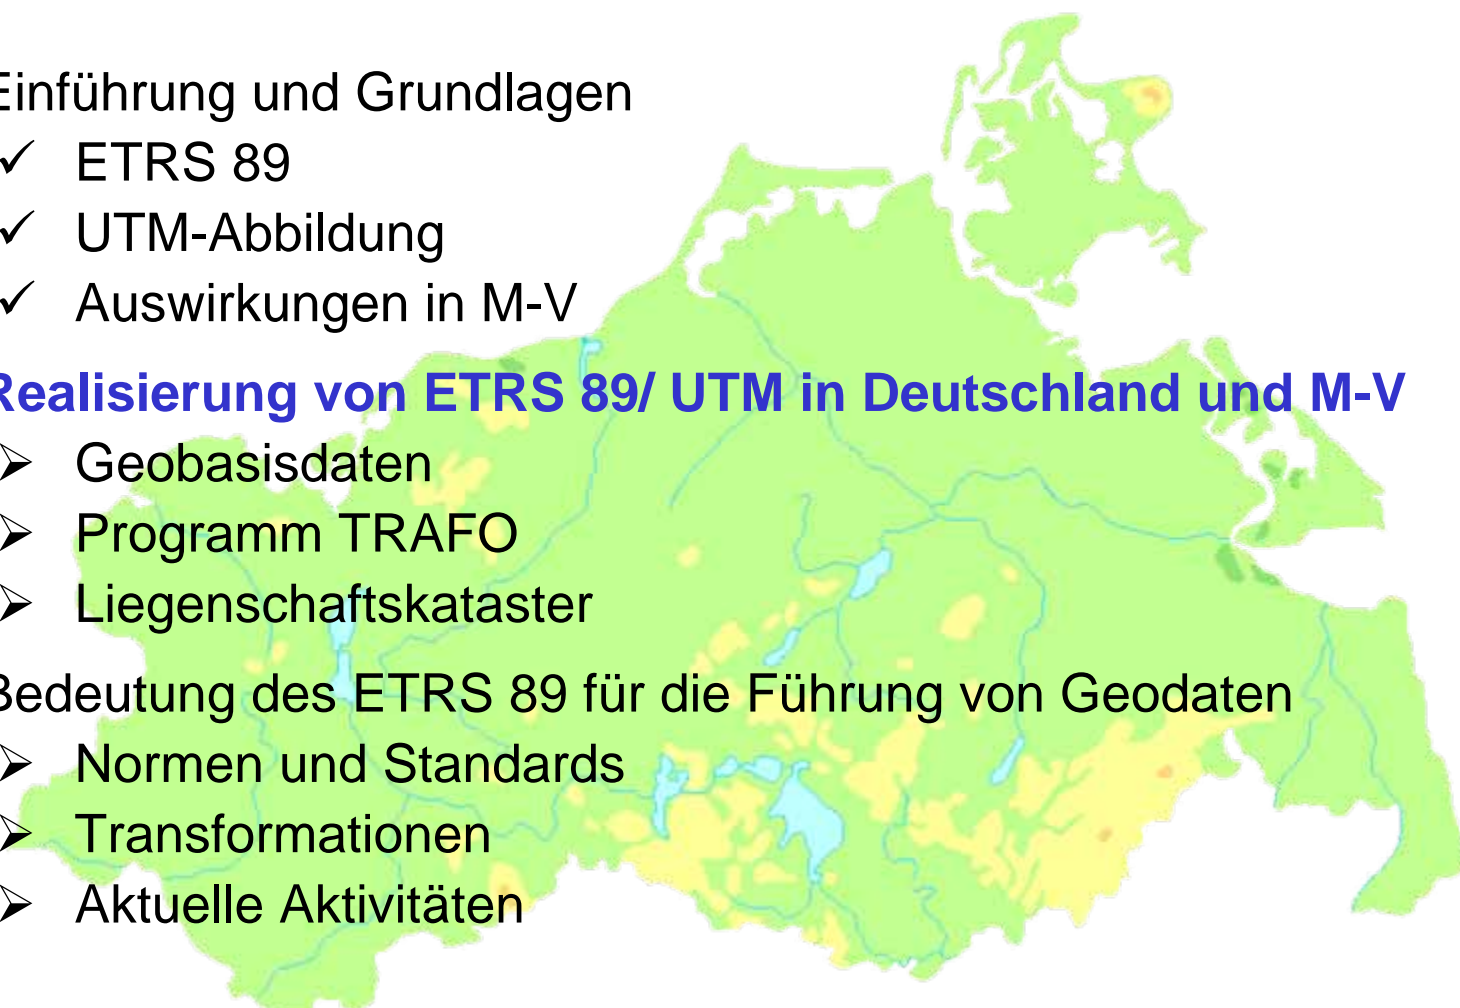 Einführung und Grundlagen
✓ ETRS 89
✓ UTM-Abbildung
✓ Auswirkungen in M-V
Realisierung von ETRS 89/ UTM in Deutschland und M-V
➢ Geobasisdaten
➢ Programm TRAFO
➢ Liegenschaftskataster
Bedeutung des ETRS 89 für die Führung von Geodaten
➢ Normen und Standards
➢ Transformationen
➢ Aktuelle Aktivitäten